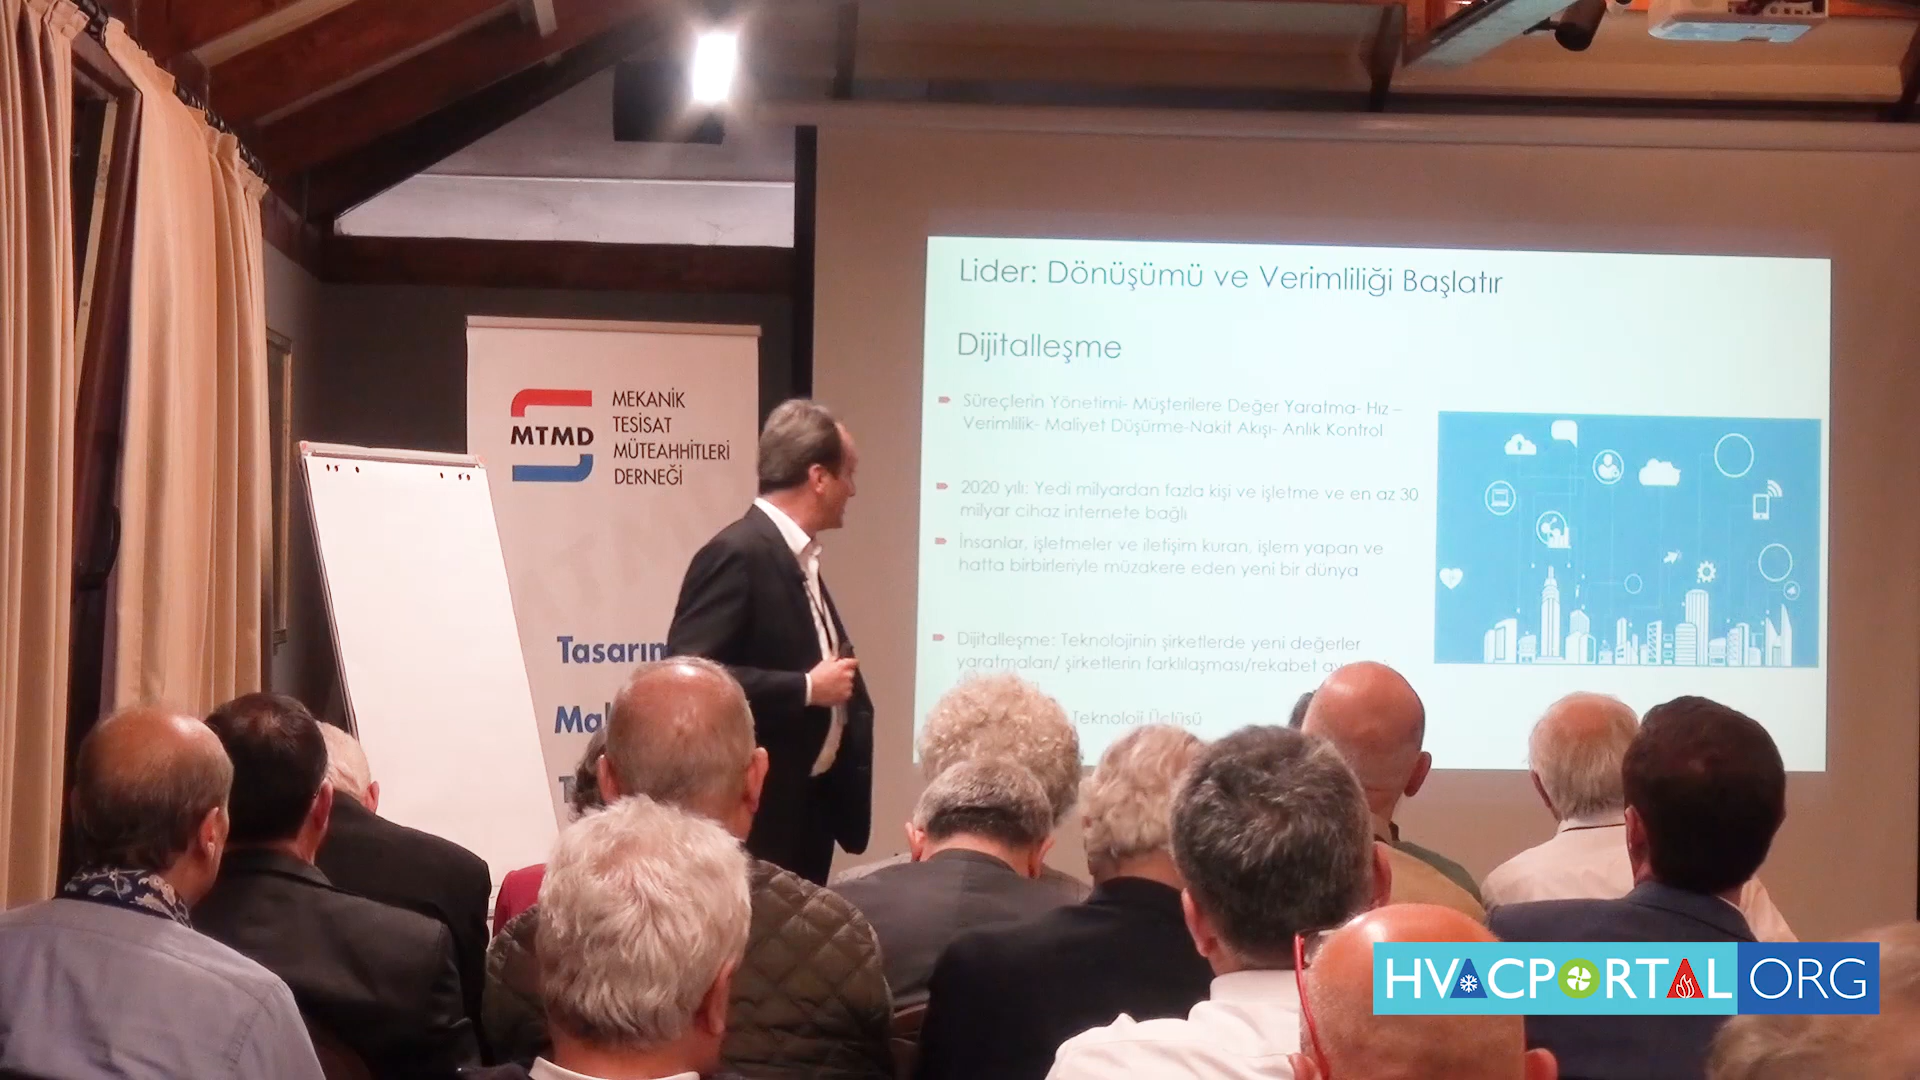 Lider: Dönüşümü ve Verimliliği Başlatır
Dijitalleşme
Süreçlerin Yönetimi- Müşterilere Değer Yaratma- Hız –
Verimlilik- Maliyet Düşürme-Nakit Akışı- Anlık Kontrol
2020 yılı: Yedi milyardan fazla kişi ve işletme ve en az 30
milyar cihaz internete bağlı
İnsanlar, işletmeler ve iletişim kuran, işlem yapan ve
hatta birbirleriyle müzakere eden yeni bir dünya
Dijitalleşme: Teknolojinin şirketlerde yeni değerler
yaratmaları/ şirketlerin farklılaşması/rekabet
Teknoloji Üçlüsü
MTMD
MEKANİK
TESİSAT
MÜTEAHHİTLERİ
DERNEĞİ
Tasarım
HVACPORTAL ORG